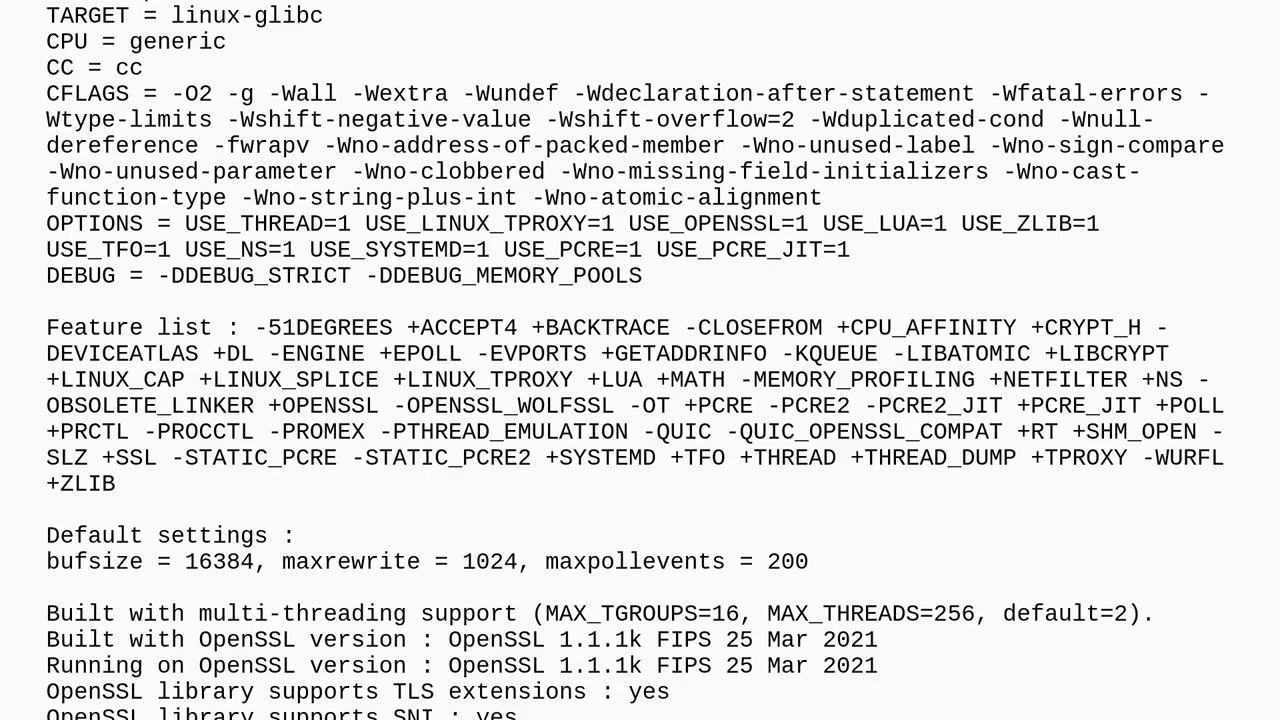 TARGET = linux-glibc
CPU = generic
CC = cc
CFLAGS = -O2 -g -Wall -Wextra -Wundef -Wdeclaration-after-statement -Wfatal-errors -
Wtype-limits -Wshift-negative-value -Wshift-overflow=2 -Wduplicated-cond -Wnull-
dereference -fwrapv -Wno-address-of-packed-member -Wno-unused-label -Wno-sign-compare
-Wno-unused-parameter -Wno-clobbered -Wno-missing-field-initializers -Wno-cast-
function-type -Wno-string-plus-int -Wno-atomic-alignment
OPTIONS = USE_THREAD=1 USE_LINUX_TPROXY=1 USE_OPENSSL=1 USE_LUA=1 USE_ZLIB=1
USE_TFO=1 USE_NS=1 USE_SYSTEMD=1 USE_PCRE=1 USE_PCRE_JIT=1
DEBUG = -DDEBUG_STRICT -DDEBUG_MEMORY_POOLS
Feature list : -51DEGREES +ACCEPT4 +BACKTRACE -CLOSEFROM +CPU_AFFINITY +CRYPT_H -
DEVICEATLAS +DL -ENGINE +EPOLL -EVPORTS +GETADDRINFO -KQUEUE -LIBATOMIC +LIBCRYPT
+LINUX_CAP +LINUX_SPLICE +LINUX_TPROXY +LUA +MATH -MEMORY_PROFILING +NETFILTER +NS -
OBSOLETE_LINKER +OPENSSL -OPENSSL_WOLFSSL -OT +PCRE -PCRE2 -PCRE2_JIT +PCRE_JIT +POLL
+PRCTL -PROCCTL -PROMEX -PTHREAD_EMULATION -QUIC -QUIC_OPENSSL_COMPAT +RT +SHM_OPEN -
SLZ +SSL -STATIC_PCRE -STATIC_PCRE2 +SYSTEMD +TFO +THREAD +THREAD_DUMP +TPROXY -WURFL
+ZLIB
Default settings :
bufsize = 16384, maxrewrite = 1024, maxpollevents = 200
Built with multi-threading support (MAX_TGROUPS=16, MAX_THREADS=256, default=2).
Built with OpenSSL version : OpenSSL 1.1.1k FIPS 25 Mar 2021
Running on OpenSSL version : OpenSSL 1.1.1k FIPS 25 Mar 2021
OpenSSL library supports TLS extensions : yes
OpenSSL library supports SNI : yes